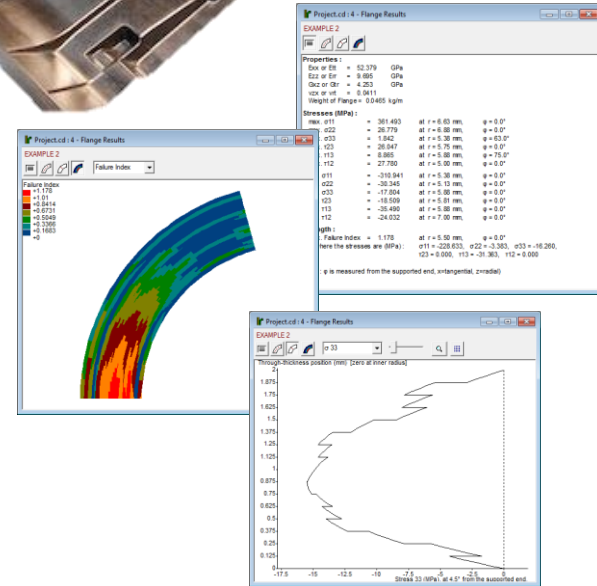 Project.cd : 4 - Flange Results
EXAMPLE 2
Properties :
Exx or Ett = 52.379 GPa
Ezz or Err = 9.695 GPa
Gxz or Gtr = 4.253 GPa
vzx or vrt = 0.0411
Weight of Flange = 0.0465 kg/m
Stresses (MPa) :
max. σ11 = 361.493 at r = 6.63 mm, φ = 0.0°
σ22 = 26.779 at r = 6.88 mm, φ = 0.0°
σ33 = 1.842 at r = 5.38 mm, φ = 63.0°
τ23 = 26.047 at r = 5.75 mm, φ = 0.0°
τ13 = 8.865 at r = 5.88 mm, φ = 75.0°
τ12 = 27.780 at r = 5.00 mm, φ = 0.0°
σ11 = -310.941 at r = 5.38 mm, φ = 0.0°
σ22 = -30.345 at r = 5.13 mm, φ = 0.0°
σ33 = -17.804 at r = 5.88 mm, φ = 0.0°
τ23 = -18.509 at r = 5.81 mm, φ = 0.0°
τ13 = -35.490 at r = 5.88 mm, φ = 0.0°
τ12 = -24.032 at r = 7.00 mm, φ = 0.0°
Failure Index = 1.178 at r = 5.50 mm, φ = 0.0°
here the stresses are (MPa) : σ11 = -228.633, σ22 = -3.383, σ33 = -16.260,
τ23 = 0.000, τ13 = -31.363, τ12 = 0.000
φ is measured from the supported end, x=tangential, z=radial)
Project.cd : 4 - Flange Results
EXAMPLE 2
Failure Index
Failure Index
+1.178
+1.01
+0.8414
+0.6731
+0.5049
+0.3366
+0.1683
+0
Project.cd : 4 - Flange Results
EXAMPLE 2
σ 33
Through-thickness position (mm) [zero at inner radius]
2
1.875
1.75
1.625
1.5
1.375
1.25
1.125
1
0.875
0.75
0.625
0.5
0.375
0.25
0.125
0
-17.5 -15 -12.5 -10 -7.5 -5 -2.5 0
Stress 33 (MPa), at 4.5° from the supported end.